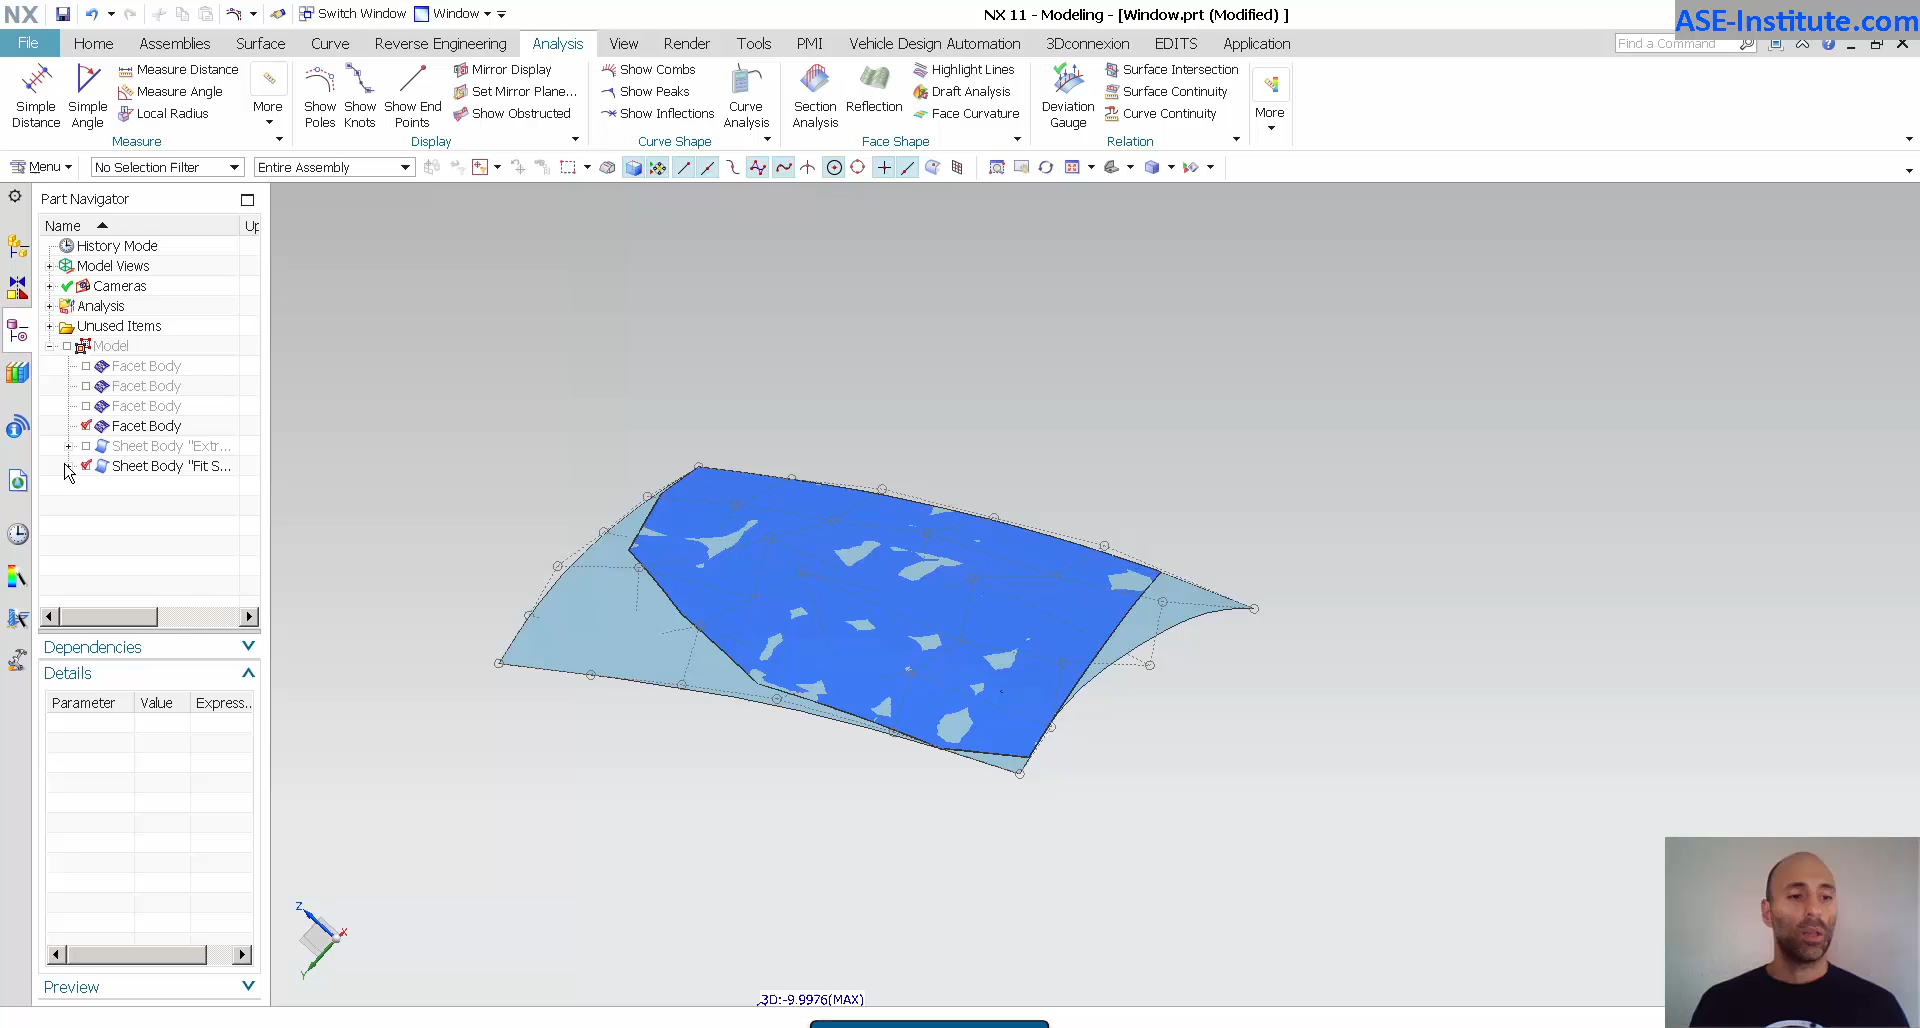 NX
Switch Window
Window
NX 11 - Modeling - [Window.prt (Modified) ]
ASE-Institute.com
File
Home
Assemblies
Surface
Curve
Reverse Engineering
Analysis
View
Render
Tools
PMI
Vehicle Design Automation
3Dconnexion
EDITS
Application
Find a Command
Simple Distance
Simple Angle
Measure Distance
Measure Angle
Local Radius
More
Measure
Show Poles
Show Knots
Show End Points
Mirror Display
Set Mirror Plane...
Show Obstructed
Display
Show Combs
Show Peaks
Show Inflections
Curve Analysis
Curve Shape
Section Analysis
Reflection
Highlight Lines
Draft Analysis
Face Curvature
Face Shape
Deviation Gauge
Surface Intersection
Surface Continuity
Curve Continuity
Relation
More
Menu
No Selection Filter
Entire Assembly
Part Navigator
Name
Up
History Mode
Model Views
Cameras
Analysis
Unused Items
Model
Facet Body
Facet Body
Facet Body
Facet Body
Sheet Body "Extr...
Sheet Body "Fit S...
Dependencies
Details
Parameter Value Express..
Preview
Z
X
Y
3D:-9.9976(MAX)